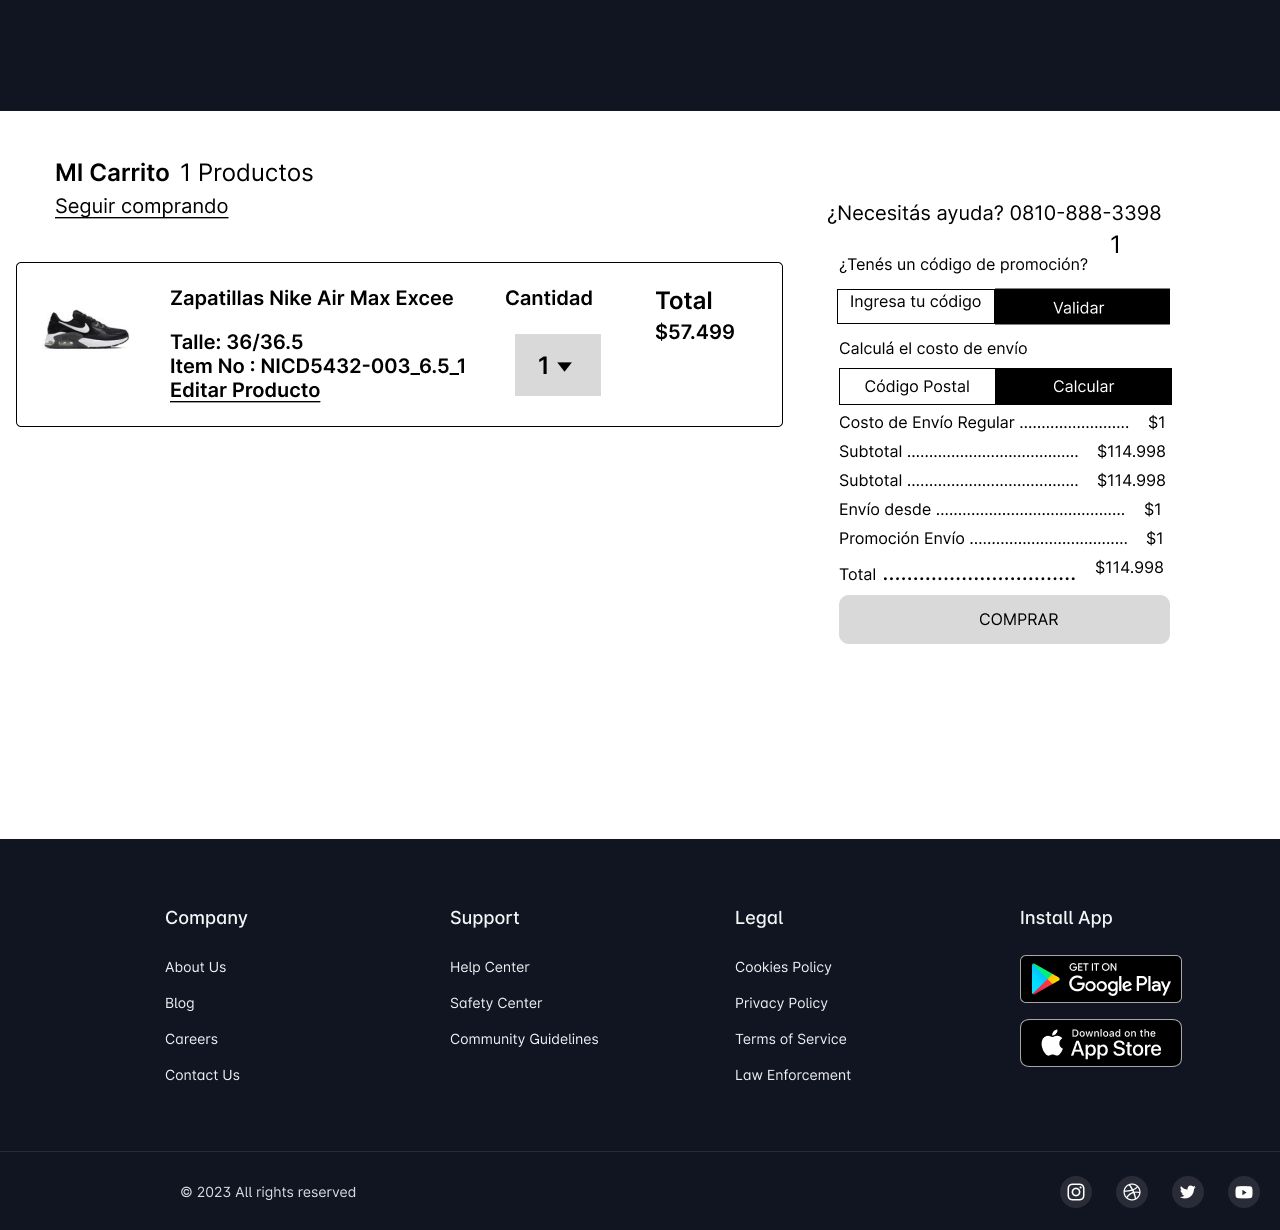 MI Carrito 1 Productos
Seguir comprando
¿Necesitás ayuda? 0810-888-3398
1
¿Tenés un código de promoción?
Ingresa tu código Validar
Calculá el costo de envío
Código Postal Calcular
Costo de Envío Regular ......................... $1
Subtotal ....................................... $114.998
Subtotal ....................................... $114.998
Envío desde ........................................... $1
Promoción Envío .................................... $1
Total ................................ $114.998
COMPRAR
Zapatillas Nike Air Max Excee
Talle: 36/36.5
Item No : NICD5432-003_6.5_1
Editar Producto
Cantidad
1
Total
$57.499
Company
About Us
Blog
Careers
Contact Us
Support
Help Center
Safety Center
Community Guidelines
Legal
Cookies Policy
Privacy Policy
Terms of Service
Law Enforcement
Install App
GET IT ON
Google Play
Download on the
App Store
© 2023 All rights reserved